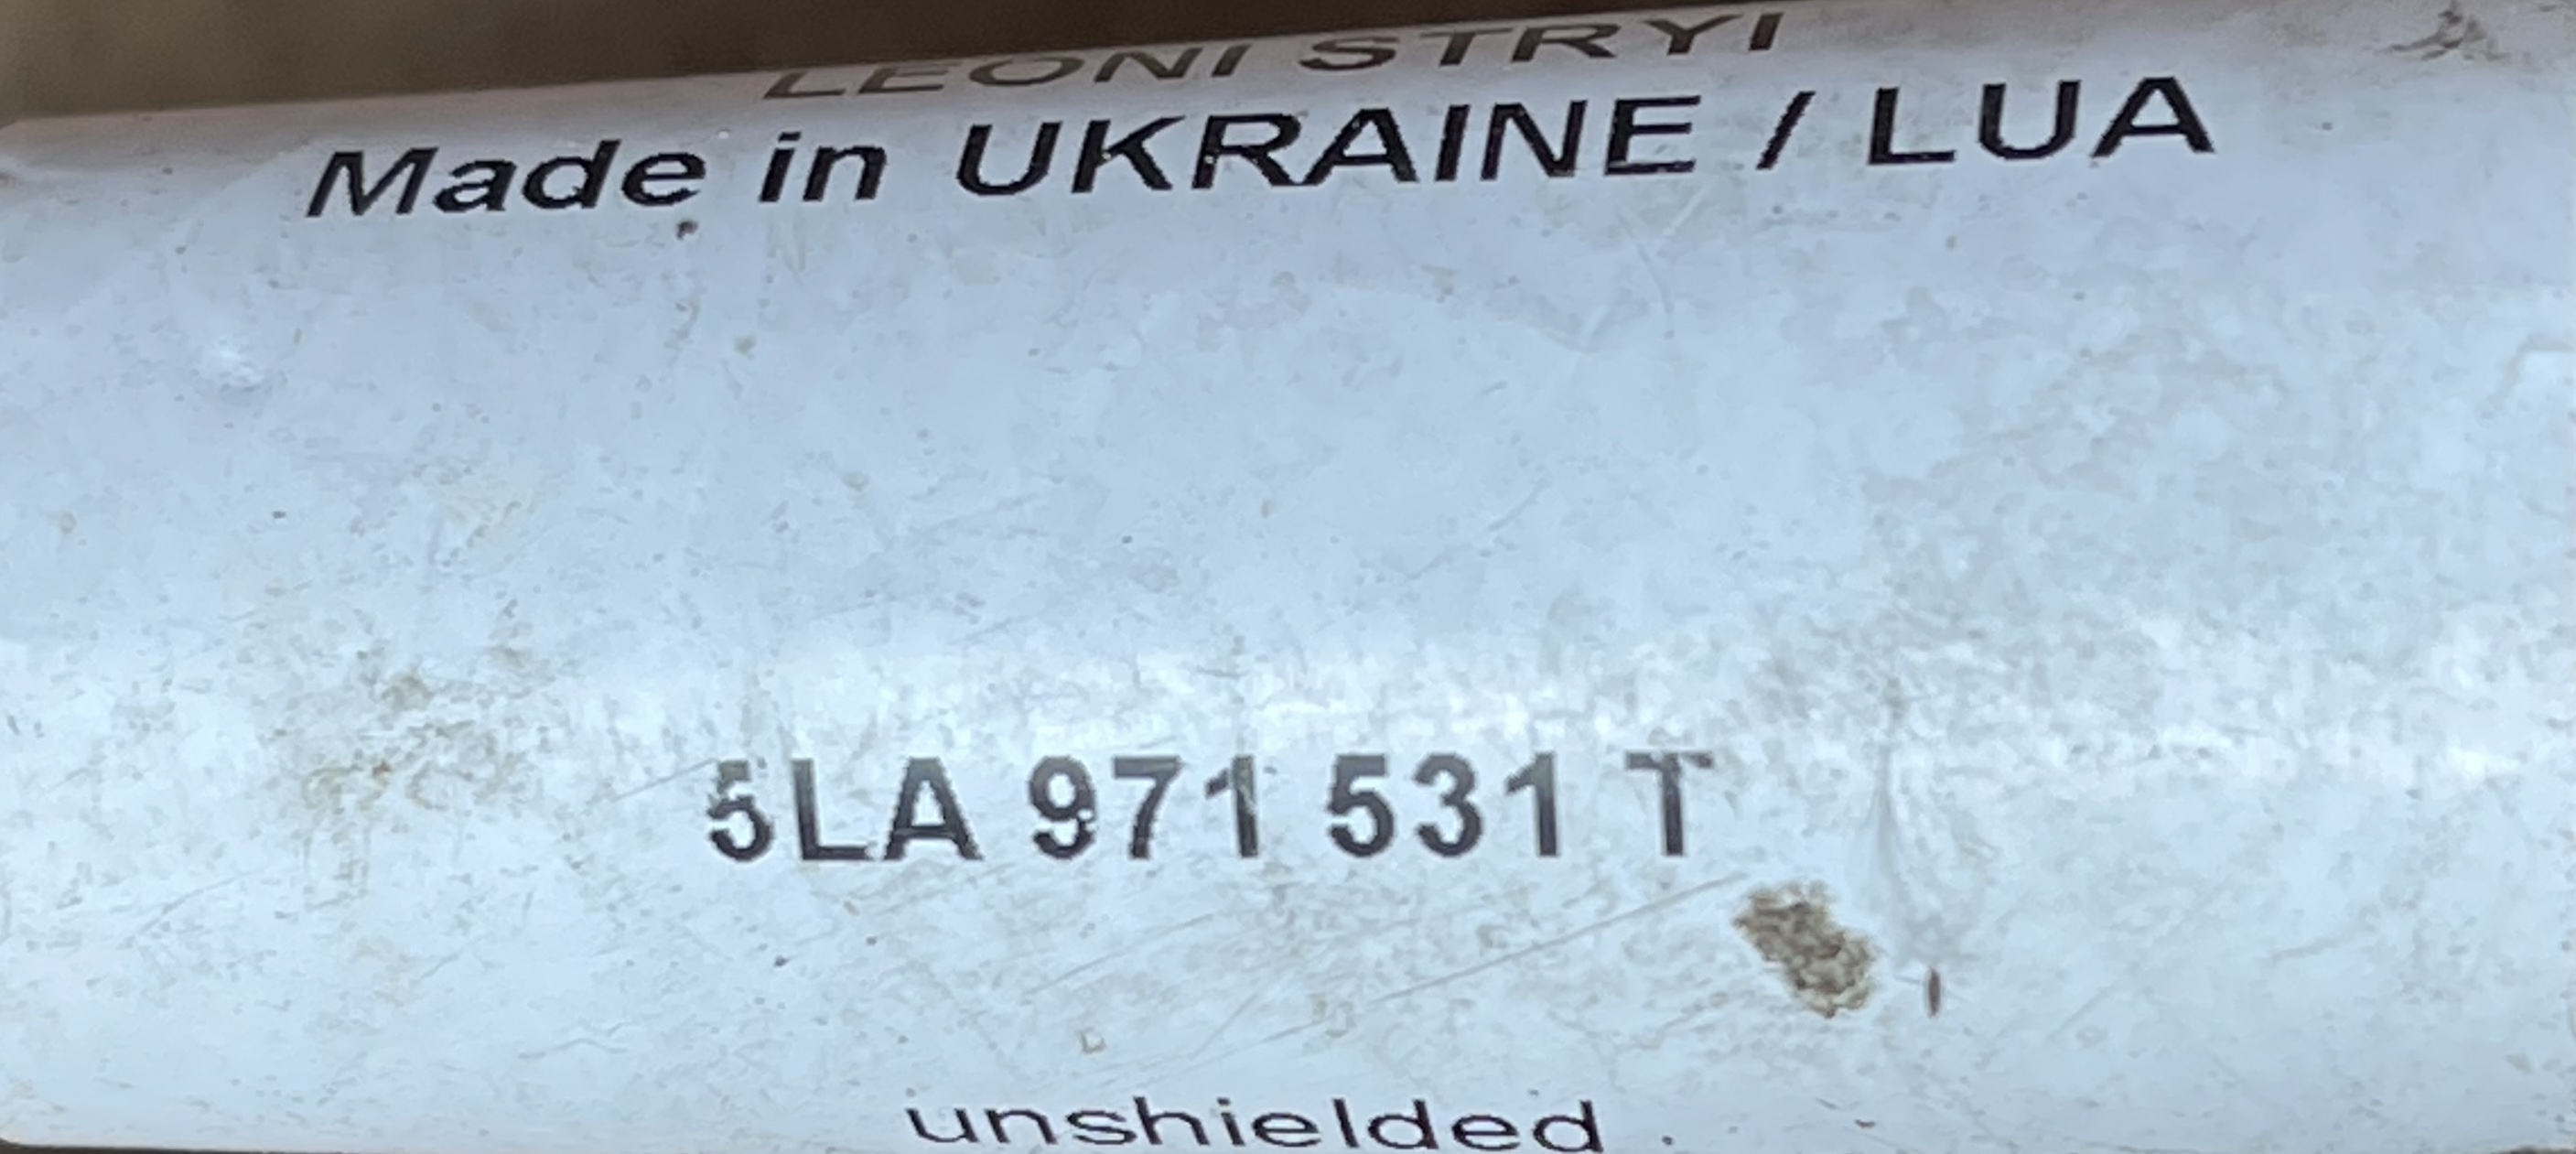 LEONI STRYI
Made in UKRAINE / LUA
5LA 971 531 T
unshielded